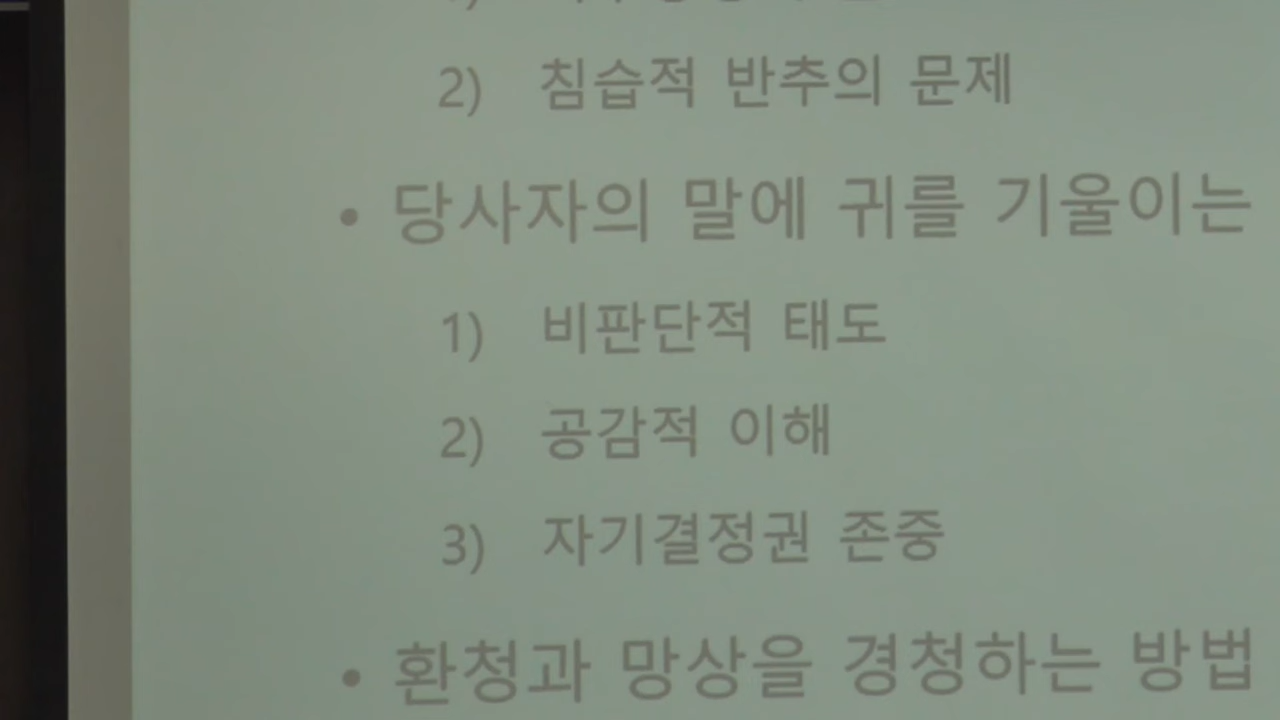 2) 침습적 반추의 문제
• 당사자의 말에 귀를 기울이는
1) 비판단적 태도
2) 공감적 이해
3) 자기결정권 존중
• 환청과 망상을 경청하는 방법